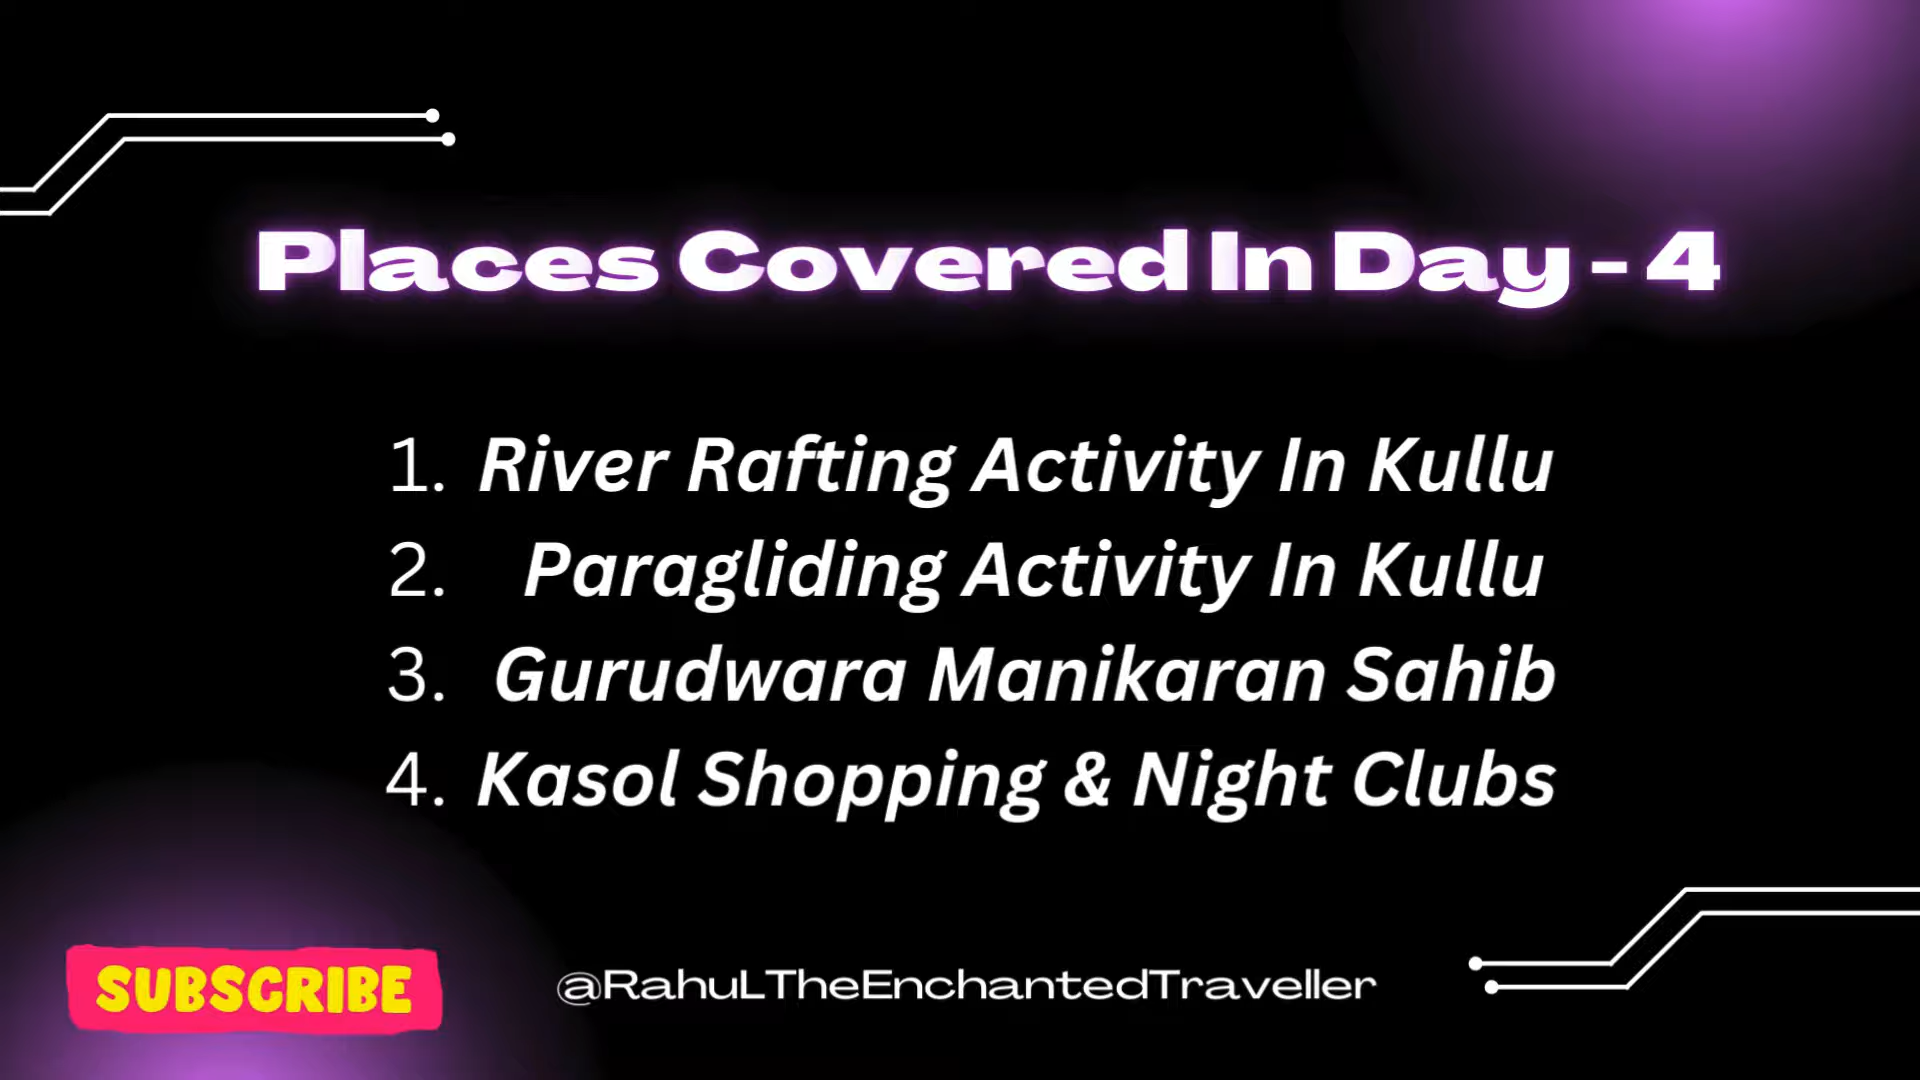 Places Covered In Day - 4
1. River Rafting Activity In Kullu
2. Paragliding Activity In Kullu
3. Gurudwara Manikaran Sahib
4. Kasol Shopping & Night Clubs
SUBSCRIBE
@RahuLTheEnchantedTraveller